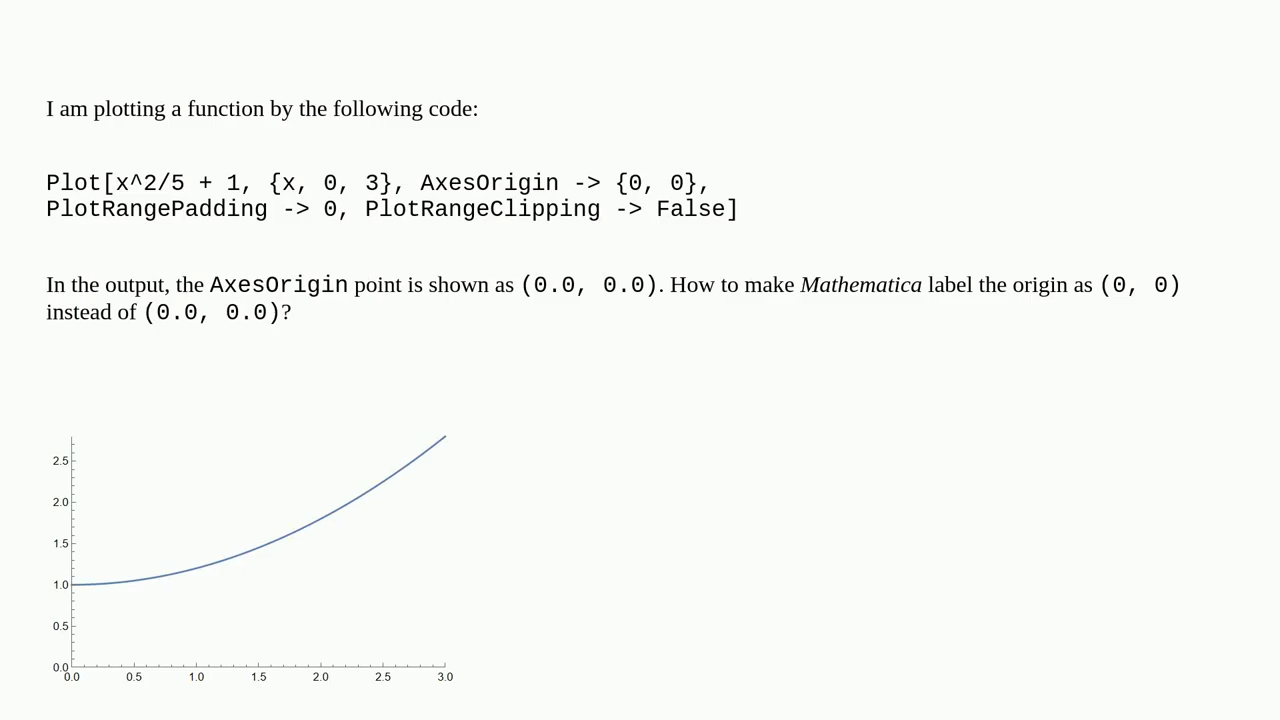 I am plotting a function by the following code:
Plot[x^2/5 + 1, {x, 0, 3}, AxesOrigin -> {0, 0},
PlotRangePadding -> 0, PlotRangeClipping -> False]
In the output, the AxesOrigin point is shown as (0.0, 0.0). How to make Mathematica label the origin as (0, 0)
instead of (0.0, 0.0)?
2.5
2.0
1.5
1.0
0.5
0.0
0.0 0.5 1.0 1.5 2.0 2.5 3.0